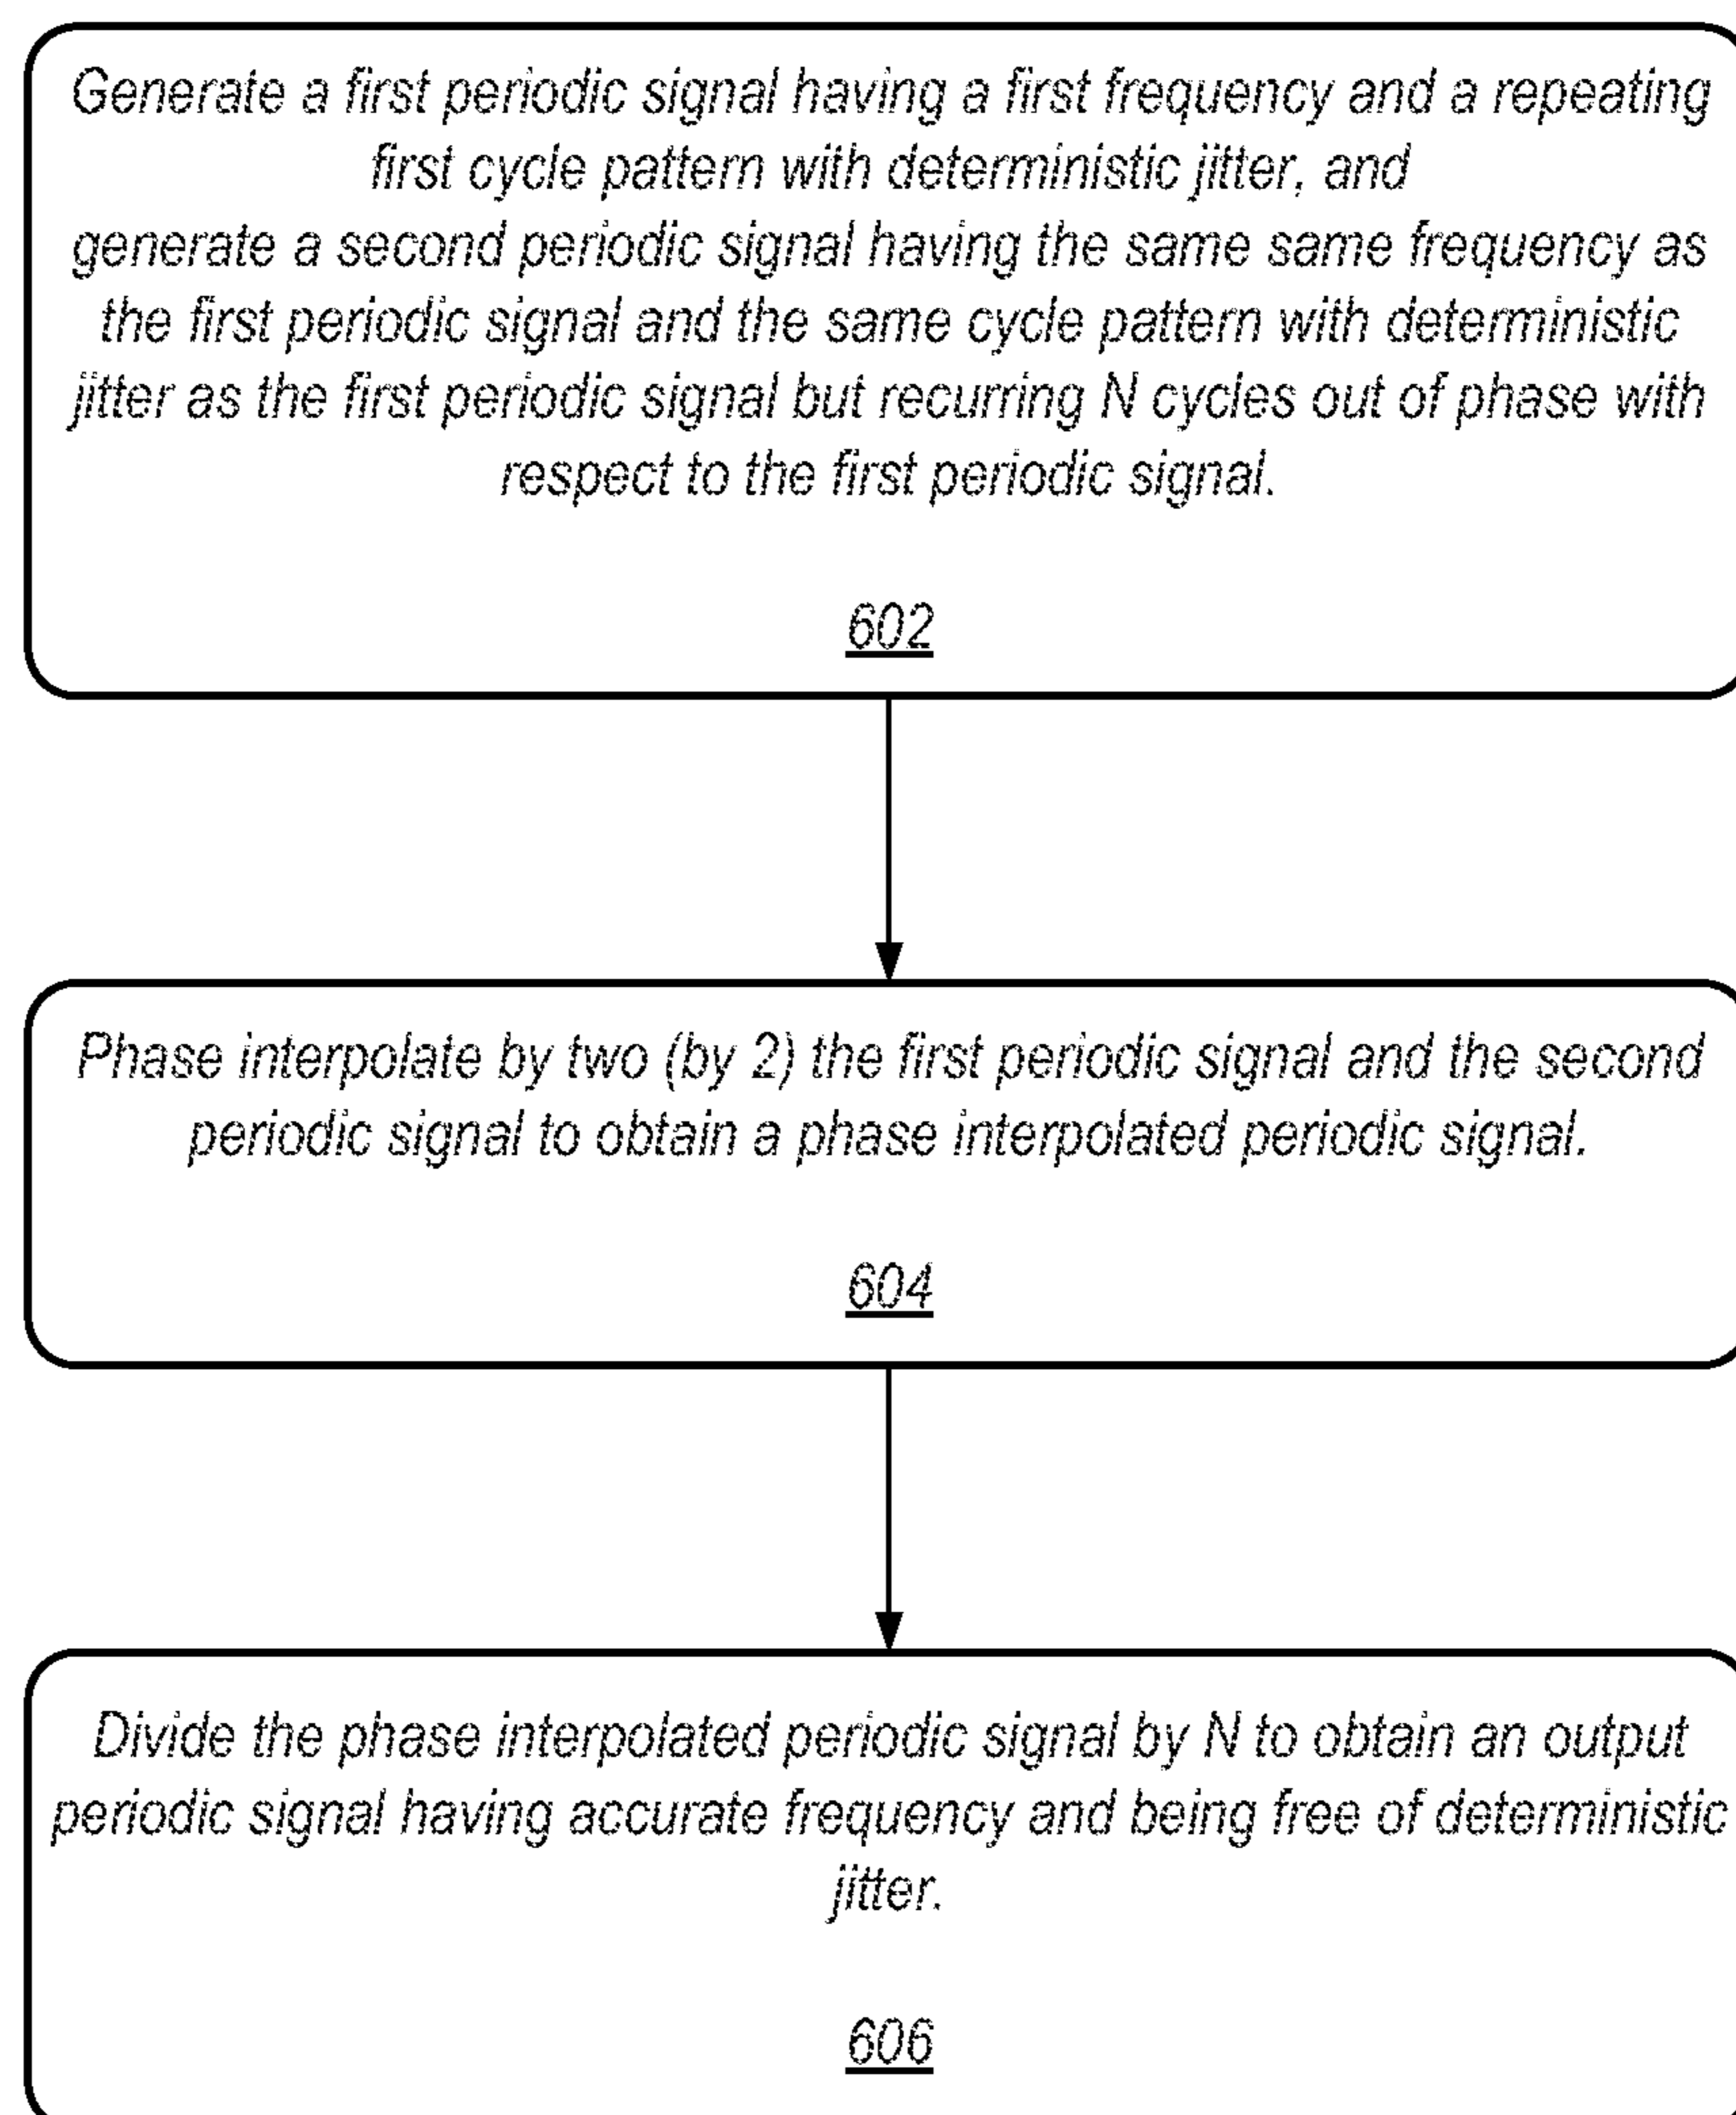 Generate a first periodic signal having a first frequency and a repeating
first cycle pattern with deterministic jitter, and
generate a second periodic signal having the same same frequency as
the first periodic signal and the same cycle pattern with deterministic
jitter as the first periodic signal but recurring N cycles out of phase with
respect to the first periodic signal.
602
Phase interpolate by two (by 2) the first periodic signal and the second
periodic signal to obtain a phase interpolated periodic signal.
604
Divide the phase interpolated periodic signal by N to obtain an output
periodic signal having accurate frequency and being free of deterministic
jitter.
606